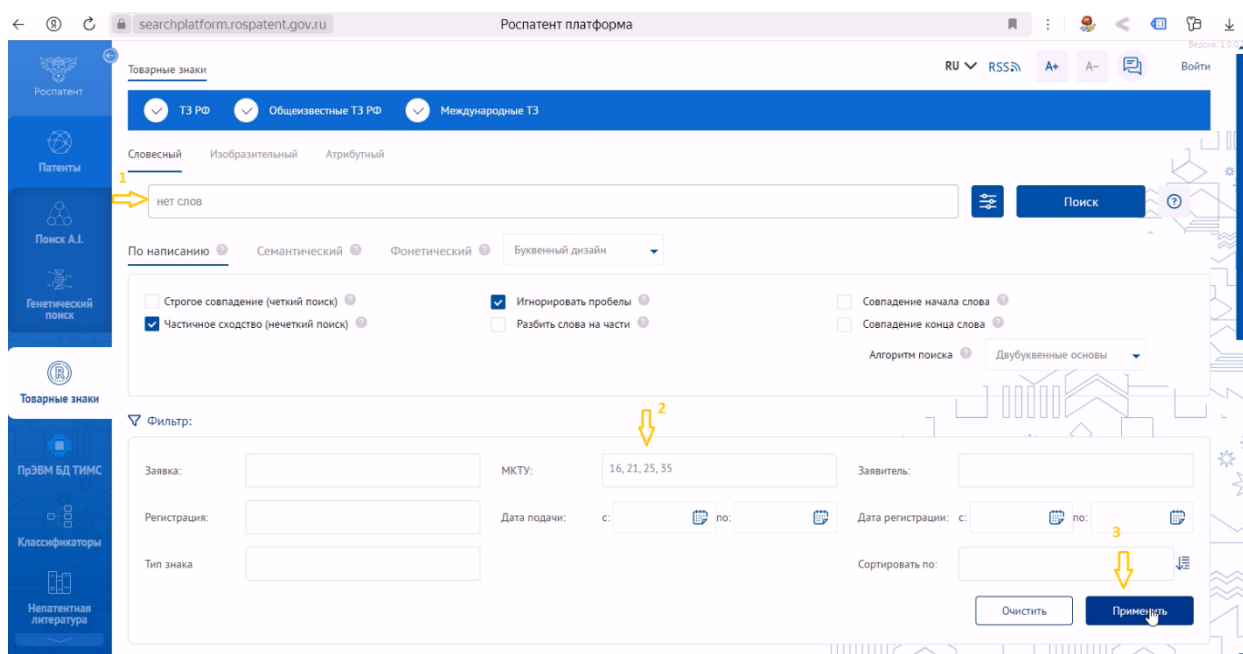 searchplatform.rospatent.gov.ru Роспатент платформа
Версия: 1.0.0
Роспатент
Товарные знаки RU RSS A+ A− Войти
ТЗ РФ Общеизвестные ТЗ РФ Международные ТЗ
Патенты
Словесный Изобразительный Атрибутный
1
нет слов Поиск
Поиск A.I.
По написанию Семантический Фонетический Буквенный дизайн
Генетический
поиск
Строгое совпадение (четкий поиск) Игнорировать пробелы Совпадение начала слова
Частичное сходство (нечеткий поиск) Разбить слова на части Совпадение конца слова
Алгоритм поиска Двубуквенные основы
Товарные знаки
2
Фильтр:
ПрЭВМ БД ТИМС
Заявка: МКТУ: 16, 21, 25, 35 Заявитель:
Регистрация: Дата подачи: с: по: Дата регистрации: с: по:
3
Классификаторы
Тип знака Сортировать по:
Непатентная
литература
Очистить Применить